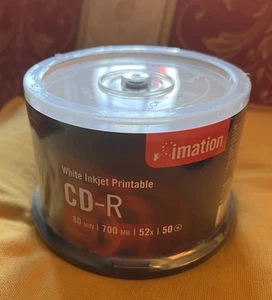 imation
White Inkjet Printable
CD-R
80 MIN | 700 MB | 52x | 50